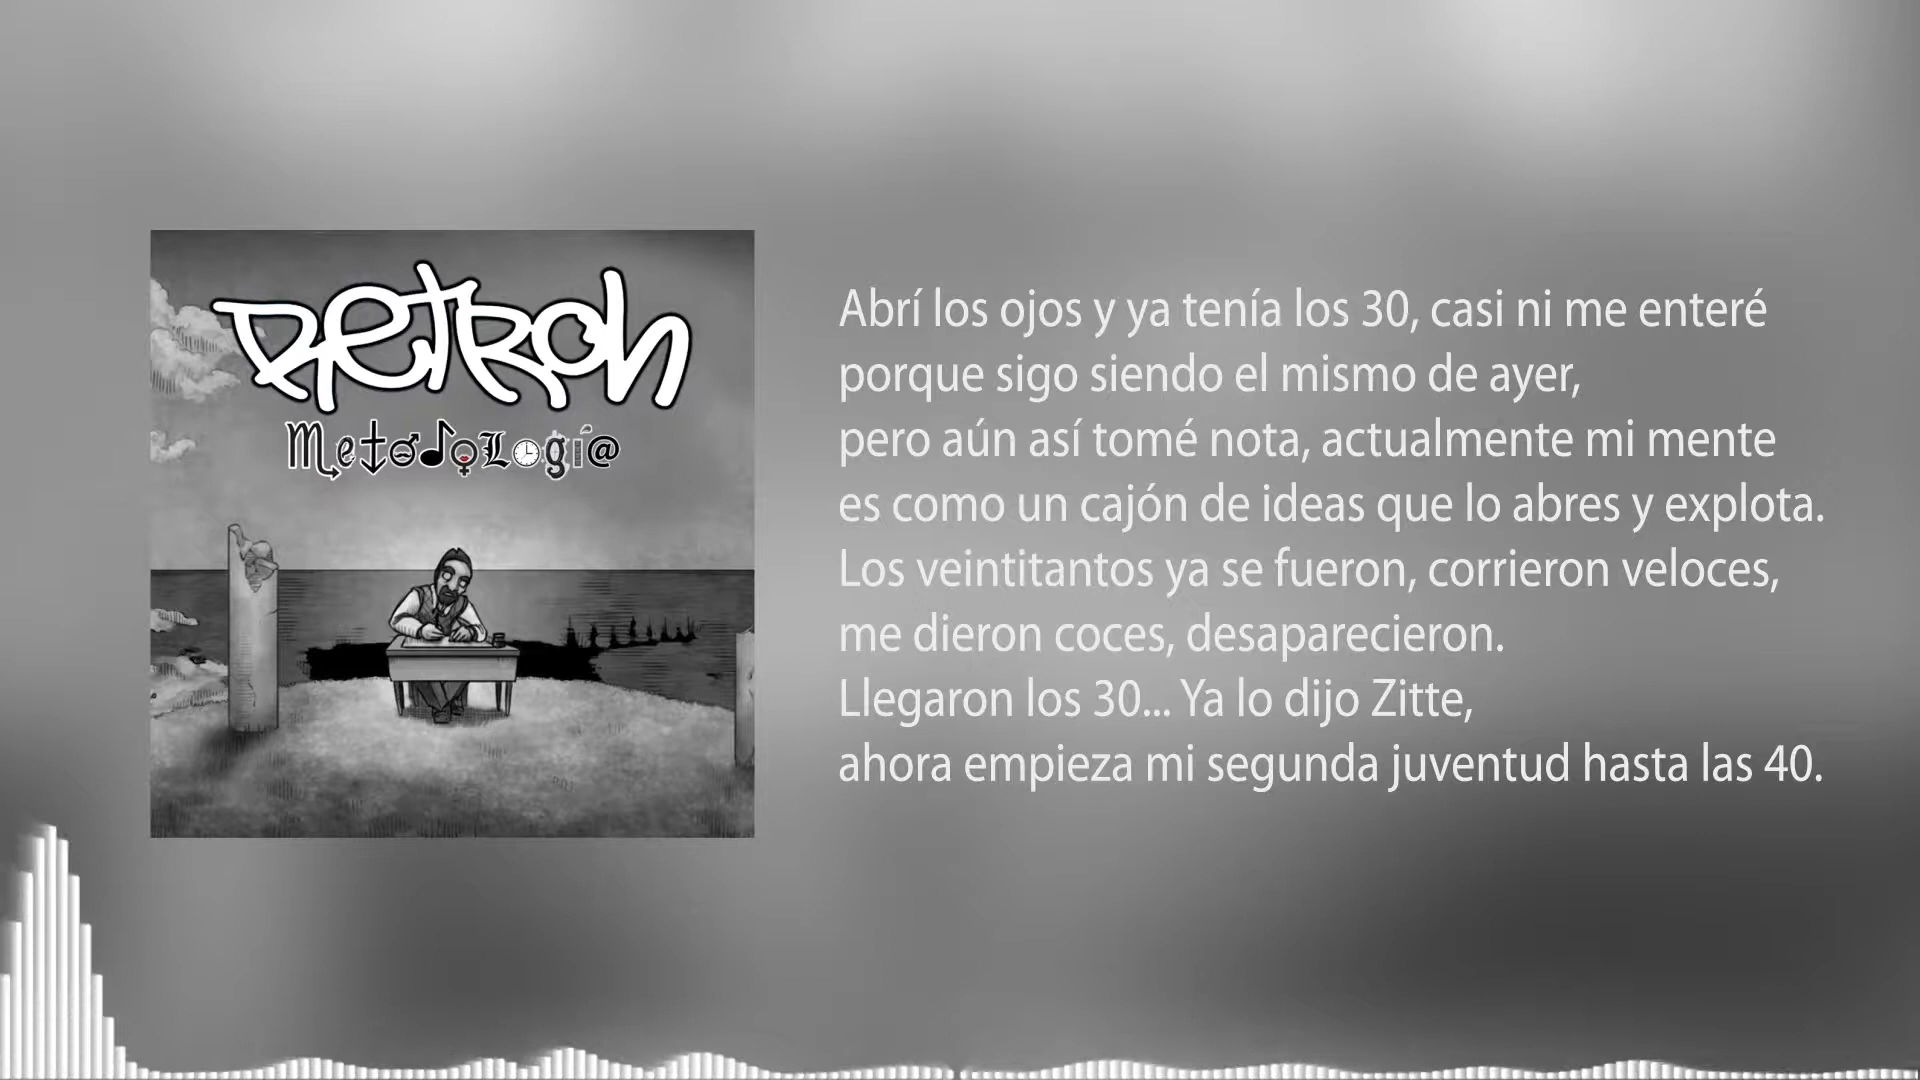 Retroh
Metodología
Abrí los ojos y ya tenía los 30, casi ni me enteré
porque sigo siendo el mismo de ayer,
pero aún así tomé nota, actualmente mi mente
es como un cajón de ideas que lo abres y explota.
Los veintitantos ya se fueron, corrieron veloces,
me dieron coces, desaparecieron.
Llegaron los 30... Ya lo dijo Zitte,
ahora empieza mi segunda juventud hasta las 40.